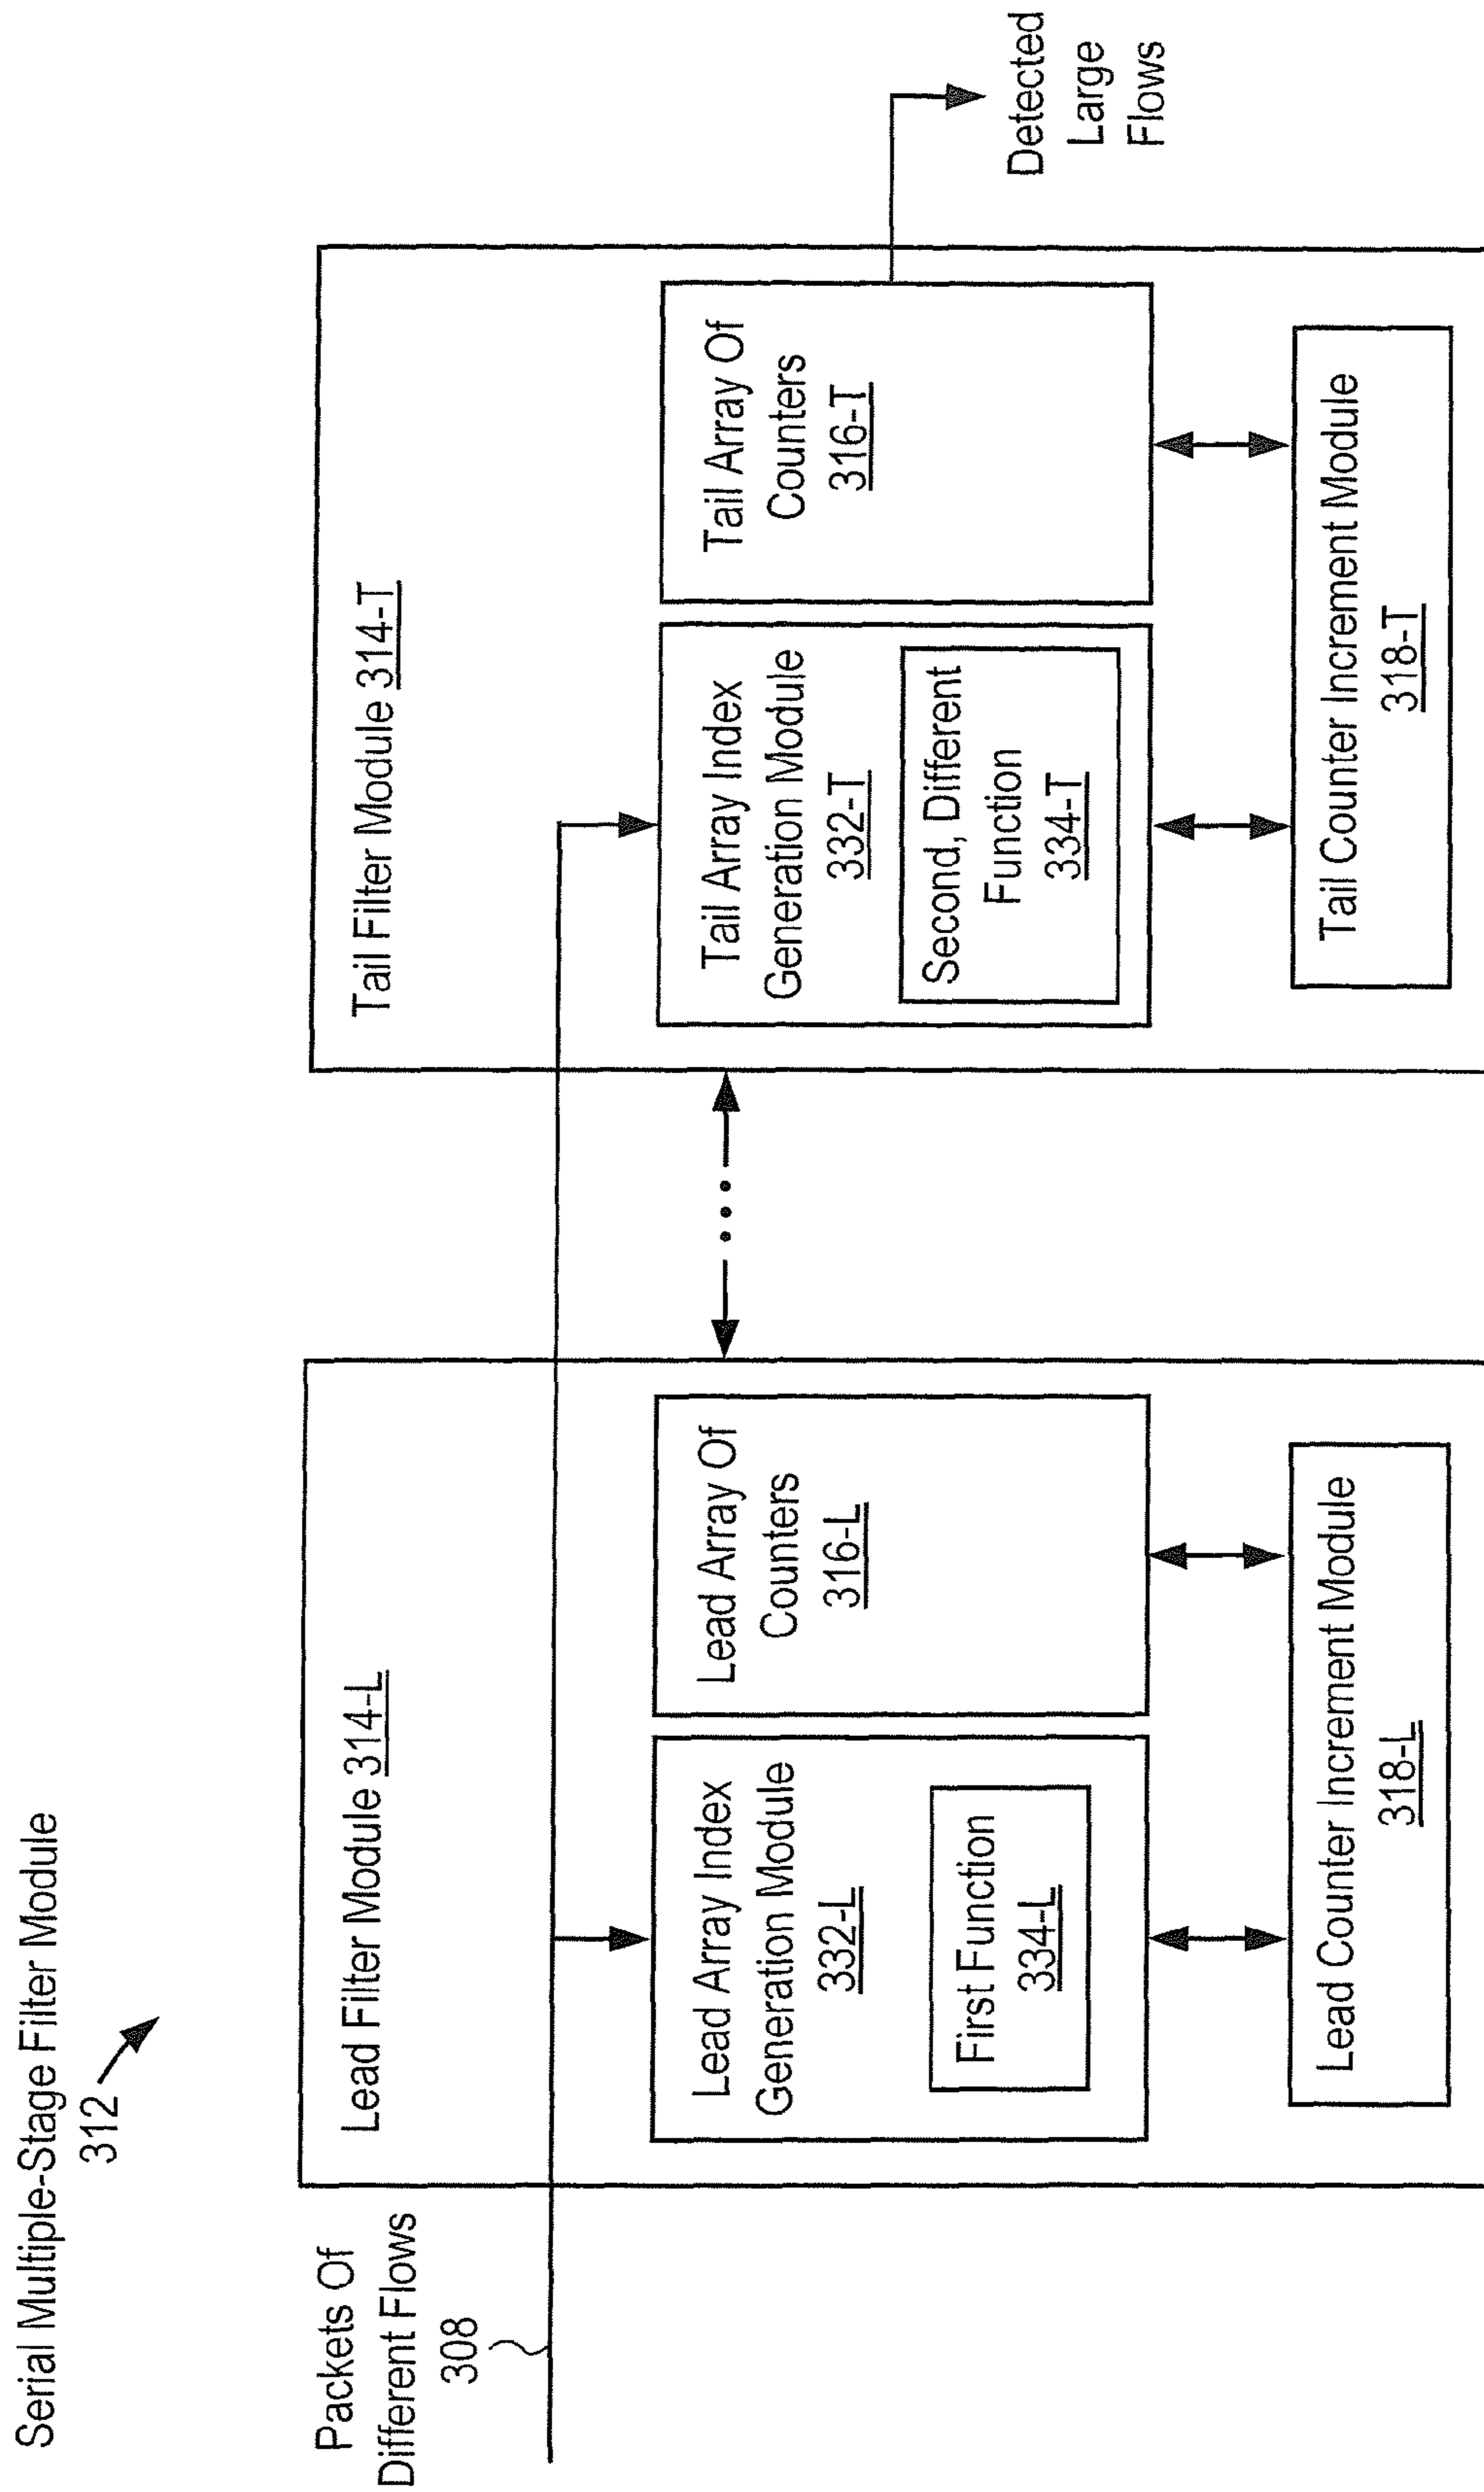 Serial Multiple-Stage Filter Module
312
Packets Of
Different Flows
308
Lead Filter Module 314-L
Lead Array Index
Generation Module
332-L
First Function
334-L
Lead Array Of
Counters
316-L
Lead Counter Increment Module
318-L
Tail Filter Module 314-T
Tail Array Index
Generation Module
332-T
Second, Different
Function
334-T
Tail Array Of
Counters
316-T
Tail Counter Increment Module
318-T
Detected
Large
Flows